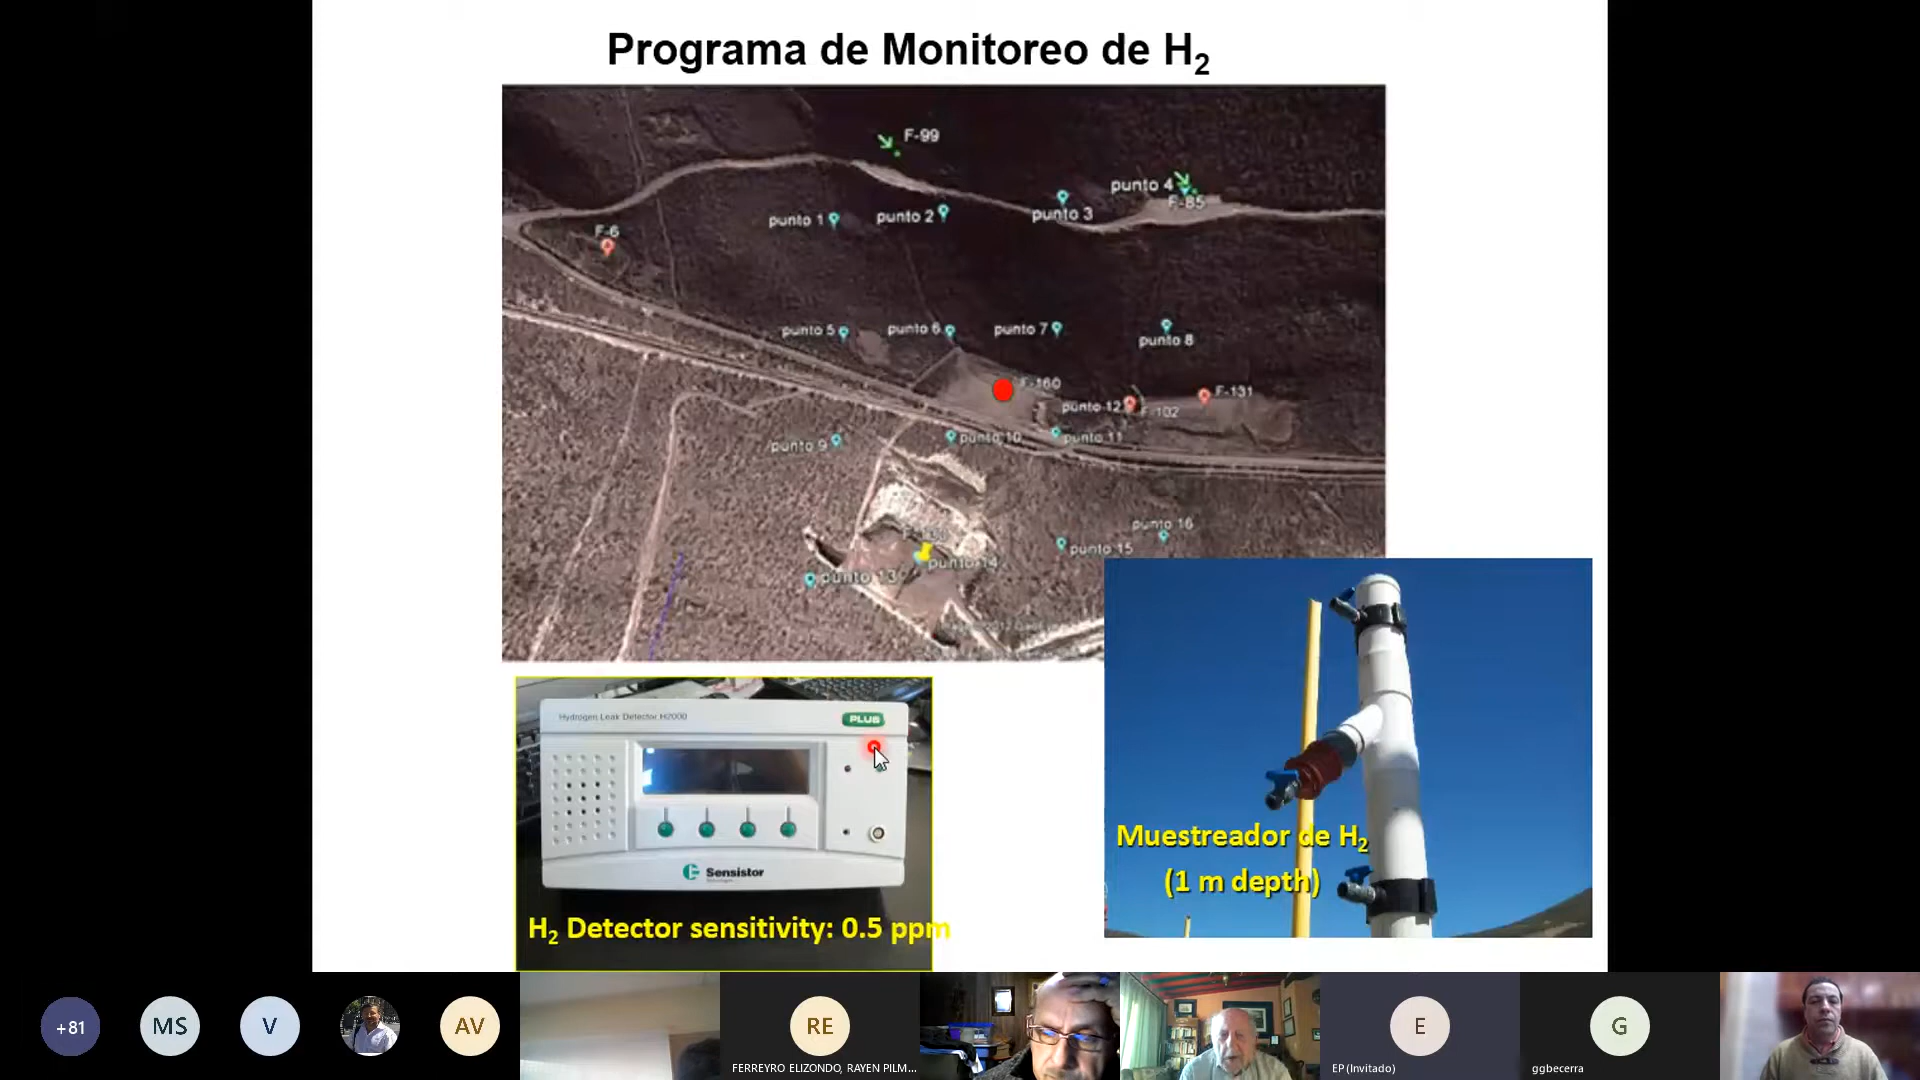 Programa de Monitoreo de H2
F-99
punto 4
F-85
punto 1
punto 2
punto 3
F-6
punto 5
punto 6
punto 7
punto 8
F-160
F-131
punto 12
F-102
punto 9
punto 10
punto 11
punto 16
punto 15
punto 14
punto 13
Hydrogen Leak Detector H2000
PLUS
Sensistor
H2 Detector sensitivity: 0.5 ppm
Muestreador de H2
(1 m depth)
+81
MS
V
AV
RE
FERREYRO ELIZONDO, RAYEN PILM...
E
EP (Invitado)
G
ggbecerra